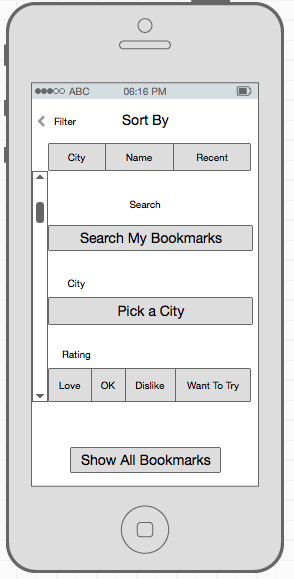 ABC 06:16 PM
Filter Sort By
City Name Recent
Search
Search My Bookmarks
City
Pick a City
Rating
Love OK Dislike Want To Try
Show All Bookmarks